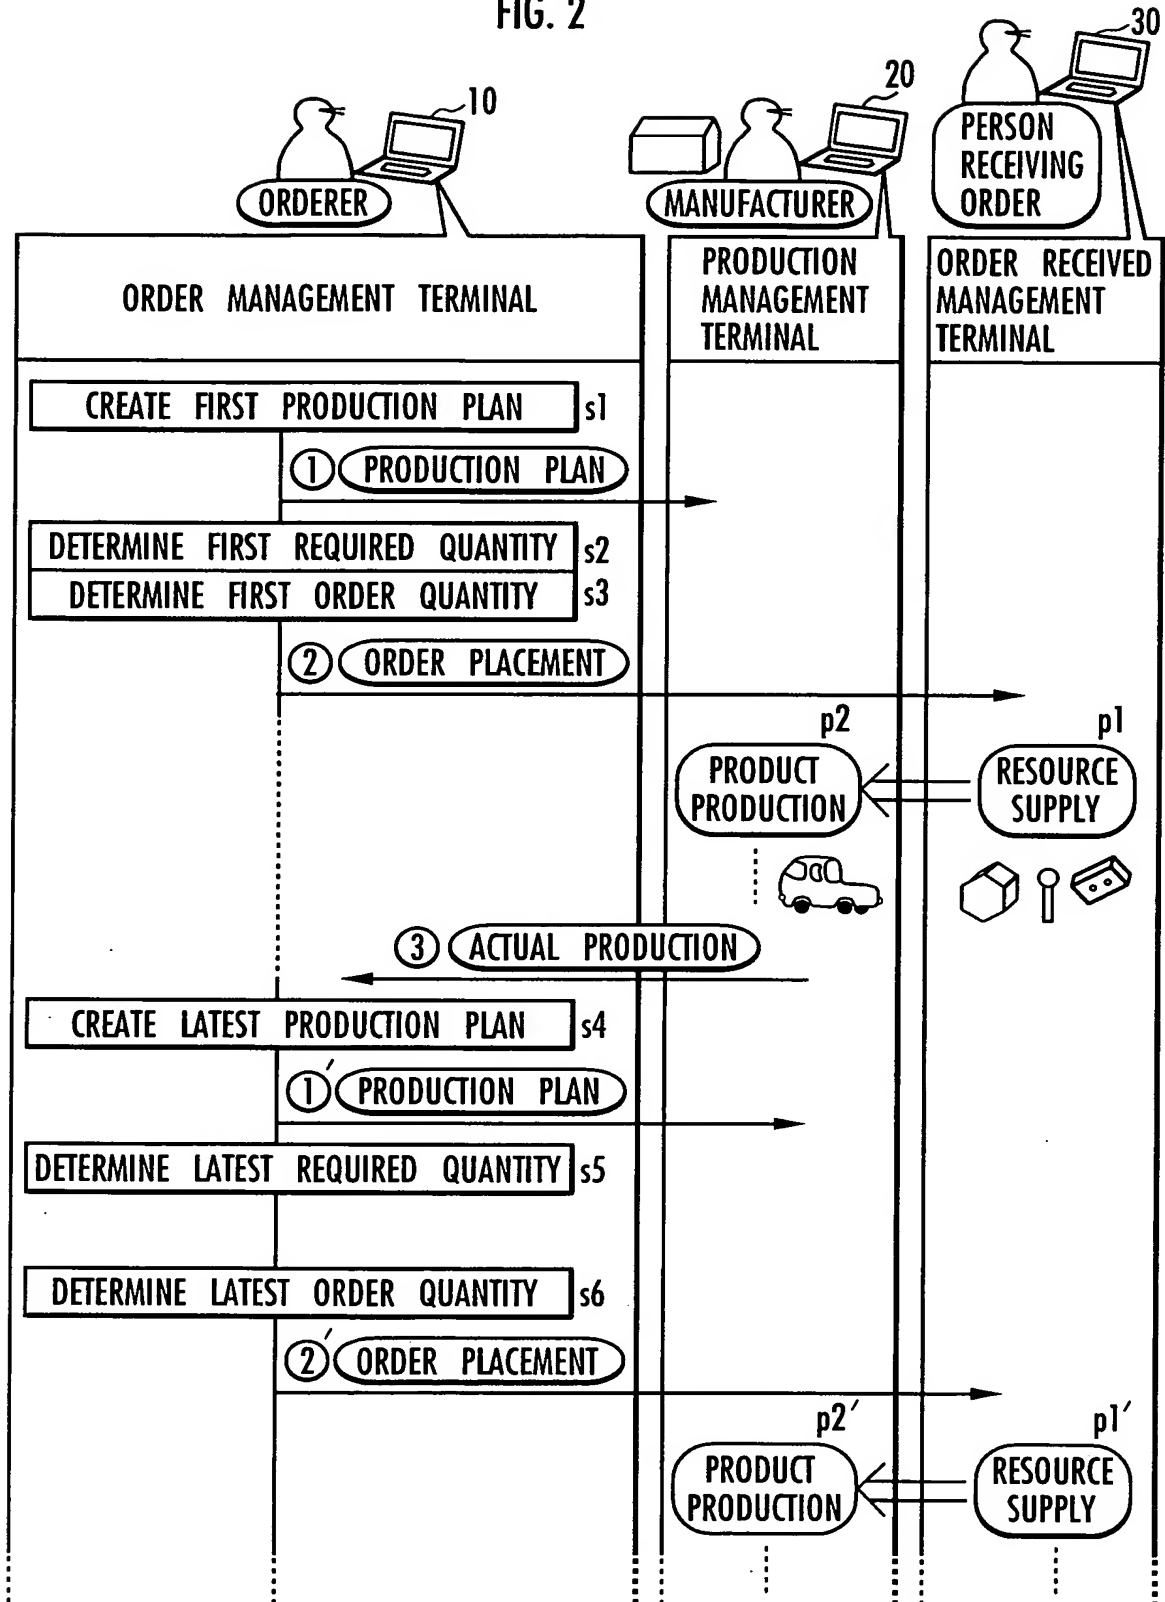 FIG. 2
30
20
10
PERSON
RECEIVING
ORDER
ORDERER
MANUFACTURER
ORDER MANAGEMENT TERMINAL
PRODUCTION
MANAGEMENT
TERMINAL
ORDER RECEIVED
MANAGEMENT
TERMINAL
CREATE FIRST PRODUCTION PLAN s1
① PRODUCTION PLAN
DETERMINE FIRST REQUIRED QUANTITY s2
DETERMINE FIRST ORDER QUANTITY s3
② ORDER PLACEMENT
p2
p1
PRODUCT
PRODUCTION
RESOURCE
SUPPLY
③ ACTUAL PRODUCTION
CREATE LATEST PRODUCTION PLAN s4
①′ PRODUCTION PLAN
DETERMINE LATEST REQUIRED QUANTITY s5
DETERMINE LATEST ORDER QUANTITY s6
②′ ORDER PLACEMENT
p2′
p1′
PRODUCT
PRODUCTION
RESOURCE
SUPPLY